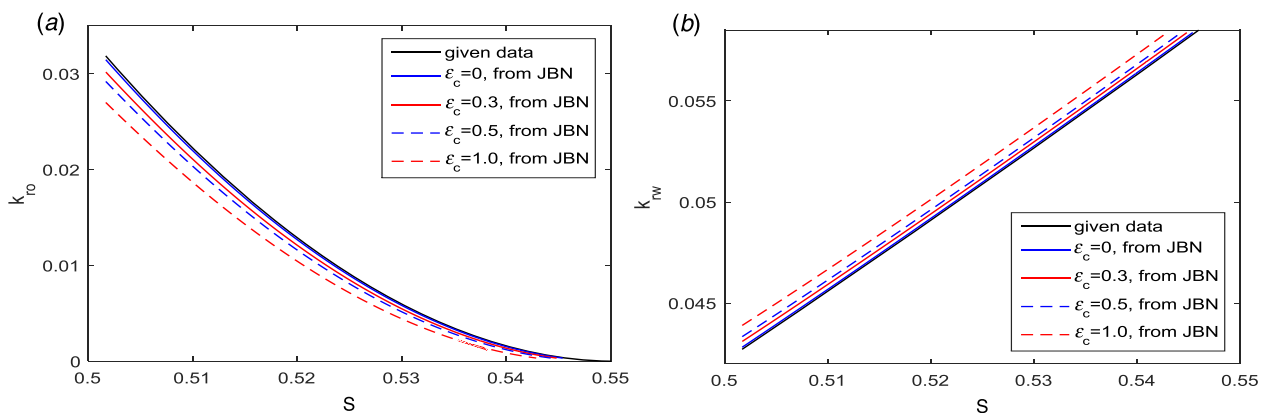 (a)
0.03
0.02
0.01
0
k_ro
0.5
0.51
0.52
0.53
0.54
0.55
S
given data
ε_c=0, from JBN
ε_c=0.3, from JBN
ε_c=0.5, from JBN
ε_c=1.0, from JBN
(b)
0.055
0.05
0.045
k_rw
0.5
0.51
0.52
0.53
0.54
0.55
S
given data
ε_c=0, from JBN
ε_c=0.3, from JBN
ε_c=0.5, from JBN
ε_c=1.0, from JBN